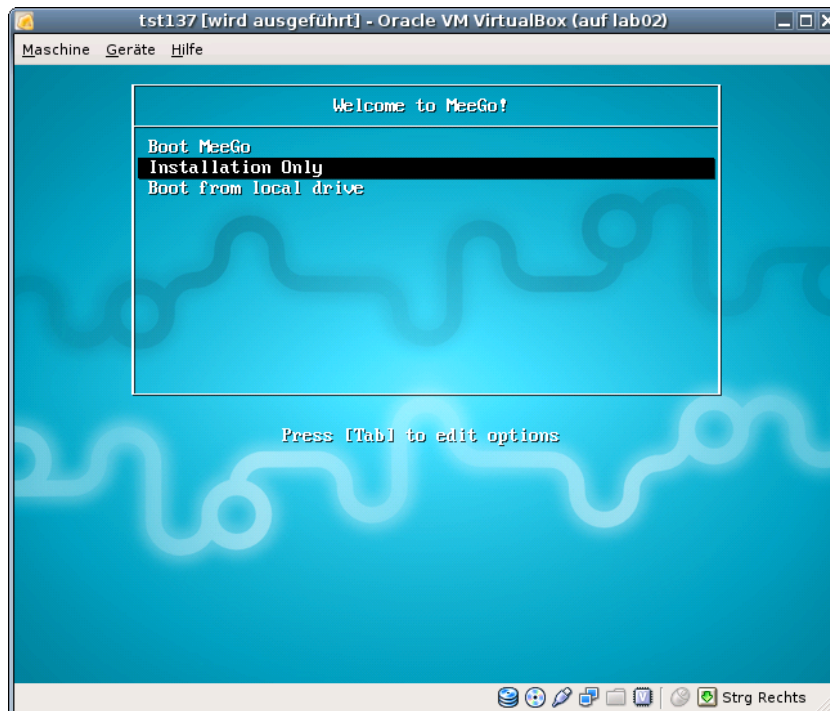 tst137 [wird ausgeführt] - Oracle VM VirtualBox (auf lab02)
Maschine Geräte Hilfe
Welcome to MeeGo!
Boot MeeGo
Installation Only
Boot from local drive
Press [Tab] to edit options
Strg Rechts